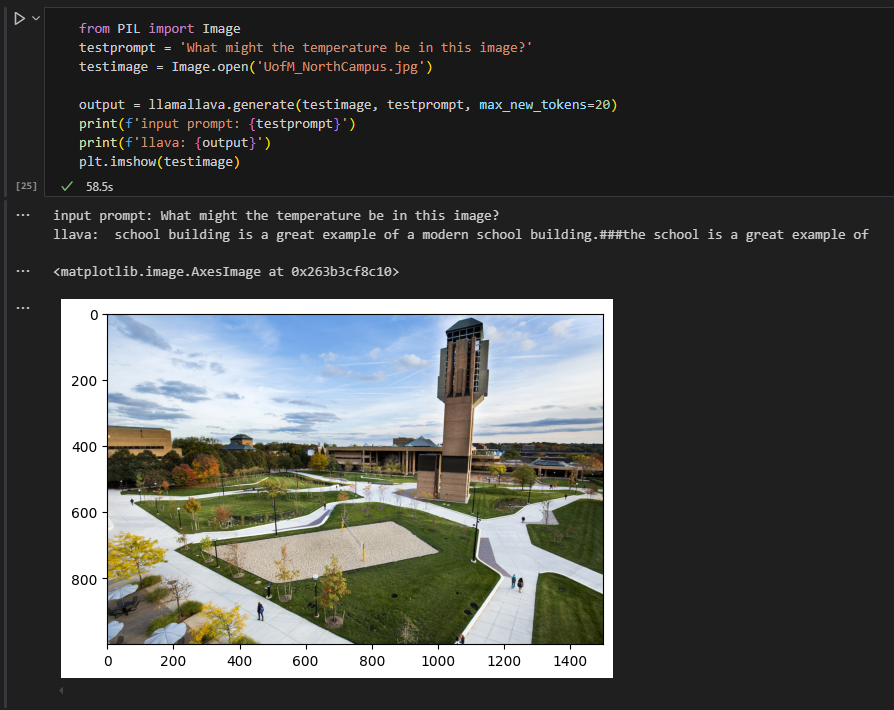 from PIL import Image
testprompt = 'What might the temperature be in this image?'
testimage = Image.open('UofM_NorthCampus.jpg')
output = llamallava.generate(testimage, testprompt, max_new_tokens=20)
print(f'input prompt: {testprompt}')
print(f'llava: {output}')
plt.imshow(testimage)
[25]
58.5s
input prompt: What might the temperature be in this image?
llava:  school building is a great example of a modern school building.###the school is a great example of
<matplotlib.image.AxesImage at 0x263b3cf8c10>
0
200
400
600
800
0 200 400 600 800 1000 1200 1400